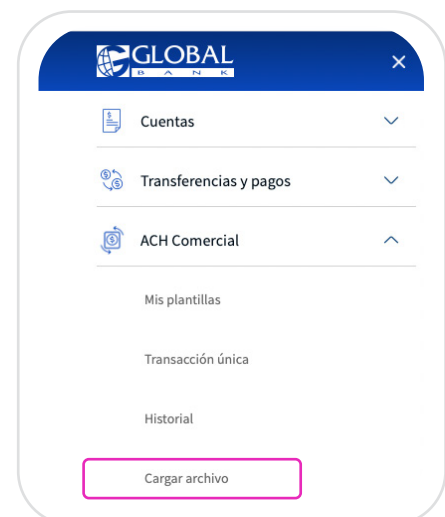 GLOBAL
BANK
Cuentas
Transferencias y pagos
ACH Comercial
Mis plantillas
Transacción única
Historial
Cargar archivo